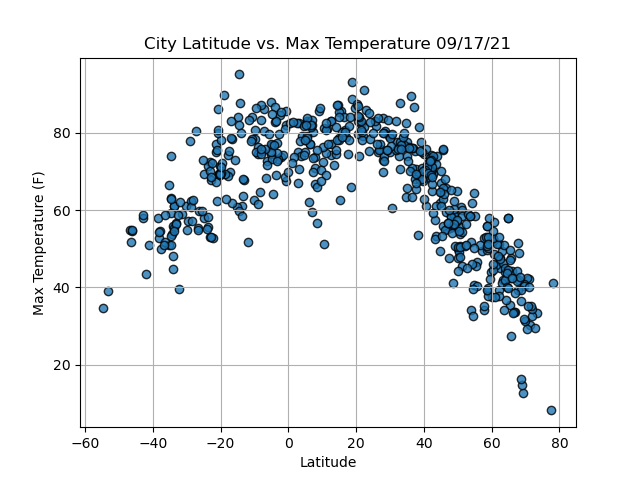 City Latitude vs. Max Temperature 09/17/21
Max Temperature (F)
80
60
40
20
−60 −40 −20 0 20 40 60 80
Latitude